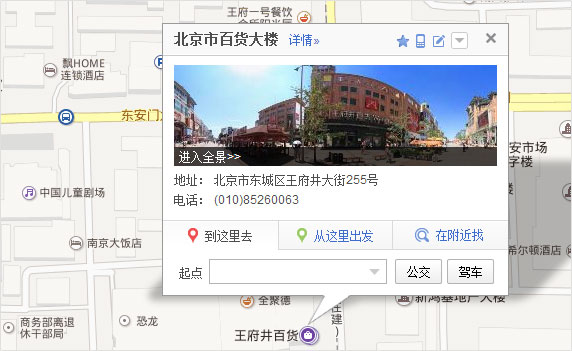 王府一号餐饮
飘HOME
连锁酒店
东安门大
中国儿童剧场
南京大饭店
商务部离退
休干部局
恐龙
全聚德
王府井百货
北京市百货大楼 详情»
进入全景>>
地址： 北京市东城区王府井大街255号
电话： (010)85260063
到这里去
从这里出发
在附近找
起点
公交
驾车
安市场
字楼
希尔顿酒店
新鸿基地产大楼